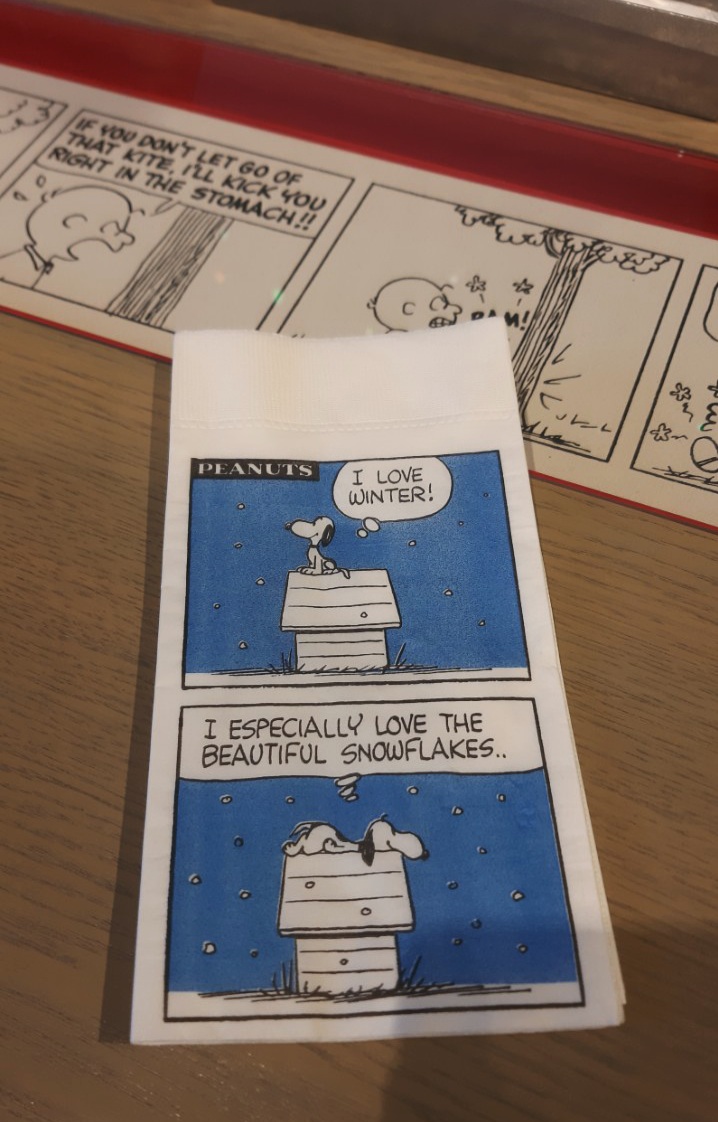 IF YOU DON'T LET GO OF
THAT KITE, I'LL KICK YOU
RIGHT IN THE STOMACH!!
BAM!
PEANUTS
I LOVE
WINTER!
I ESPECIALLY LOVE THE
BEAUTIFUL SNOWFLAKES..